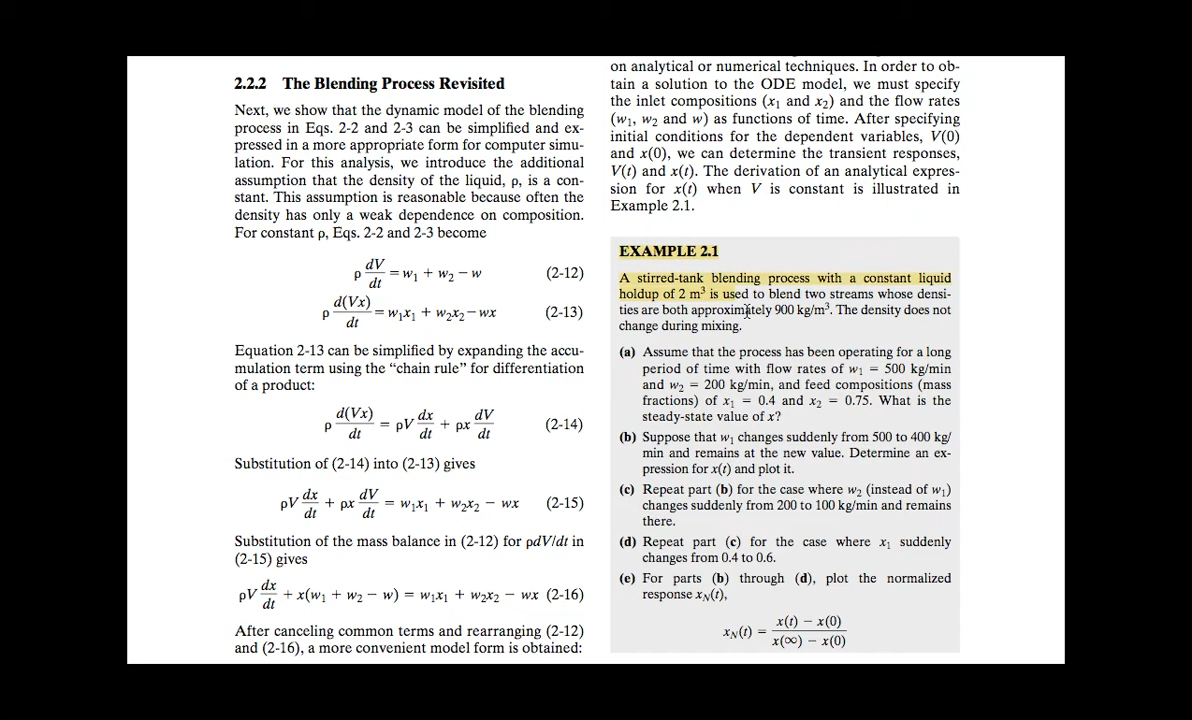 2.2.2 The Blending Process Revisited
Next, we show that the dynamic model of the blending
process in Eqs. 2-2 and 2-3 can be simplified and ex-
pressed in a more appropriate form for computer simu-
lation. For this analysis, we introduce the additional
assumption that the density of the liquid, ρ, is a con-
stant. This assumption is reasonable because often the
density has only a weak dependence on composition.
For constant ρ, Eqs. 2-2 and 2-3 become
ρ dV/dt = w₁ + w₂ − w (2-12)
ρ d(Vx)/dt = w₁x₁ + w₂x₂ − wx (2-13)
Equation 2-13 can be simplified by expanding the accu-
mulation term using the “chain rule” for differentiation
of a product:
ρ d(Vx)/dt = ρV dx/dt + ρx dV/dt (2-14)
Substitution of (2-14) into (2-13) gives
ρV dx/dt + ρx dV/dt = w₁x₁ + w₂x₂ − wx (2-15)
Substitution of the mass balance in (2-12) for ρdV/dt in
(2-15) gives
ρV dx/dt + x(w₁ + w₂ − w) = w₁x₁ + w₂x₂ − wx (2-16)
After canceling common terms and rearranging (2-12)
and (2-16), a more convenient model form is obtained:
on analytical or numerical techniques. In order to ob-
tain a solution to the ODE model, we must specify
the inlet compositions (x₁ and x₂) and the flow rates
(w₁, w₂ and w) as functions of time. After specifying
initial conditions for the dependent variables, V(0)
and x(0), we can determine the transient responses,
V(t) and x(t). The derivation of an analytical expres-
sion for x(t) when V is constant is illustrated in
Example 2.1.
EXAMPLE 2.1
A stirred-tank blending process with a constant liquid
holdup of 2 m³ is used to blend two streams whose densi-
ties are both approximately 900 kg/m³. The density does not
change during mixing.
(a) Assume that the process has been operating for a long
period of time with flow rates of w₁ = 500 kg/min
and w₂ = 200 kg/min, and feed compositions (mass
fractions) of x₁ = 0.4 and x₂ = 0.75. What is the
steady-state value of x?
(b) Suppose that w₁ changes suddenly from 500 to 400 kg/
min and remains at the new value. Determine an ex-
pression for x(t) and plot it.
(c) Repeat part (b) for the case where w₂ (instead of w₁)
changes suddenly from 200 to 100 kg/min and remains
there.
(d) Repeat part (c) for the case where x₁ suddenly
changes from 0.4 to 0.6.
(e) For parts (b) through (d), plot the normalized
response x_N(t),
x_N(t) = (x(t) − x(0))/(x(∞) − x(0))